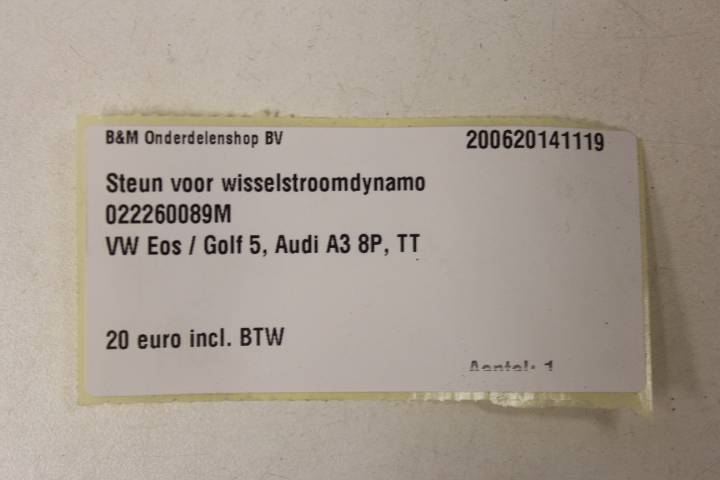 B&M Onderdelenshop BV
200620141119
Steun voor wisselstroomdynamo
022260089M
VW Eos / Golf 5, Audi A3 8P, TT
20 euro incl. BTW
Aantal: 1